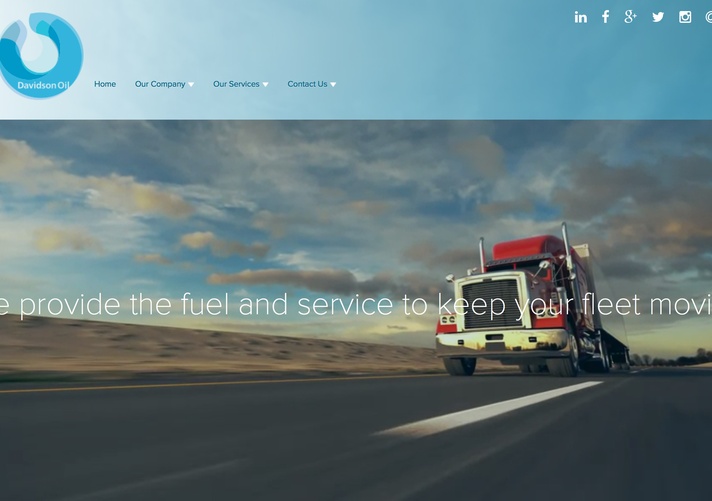 Davidson Oil
Home
Our Company
Our Services
Contact Us
e provide the fuel and service to keep your fleet movi